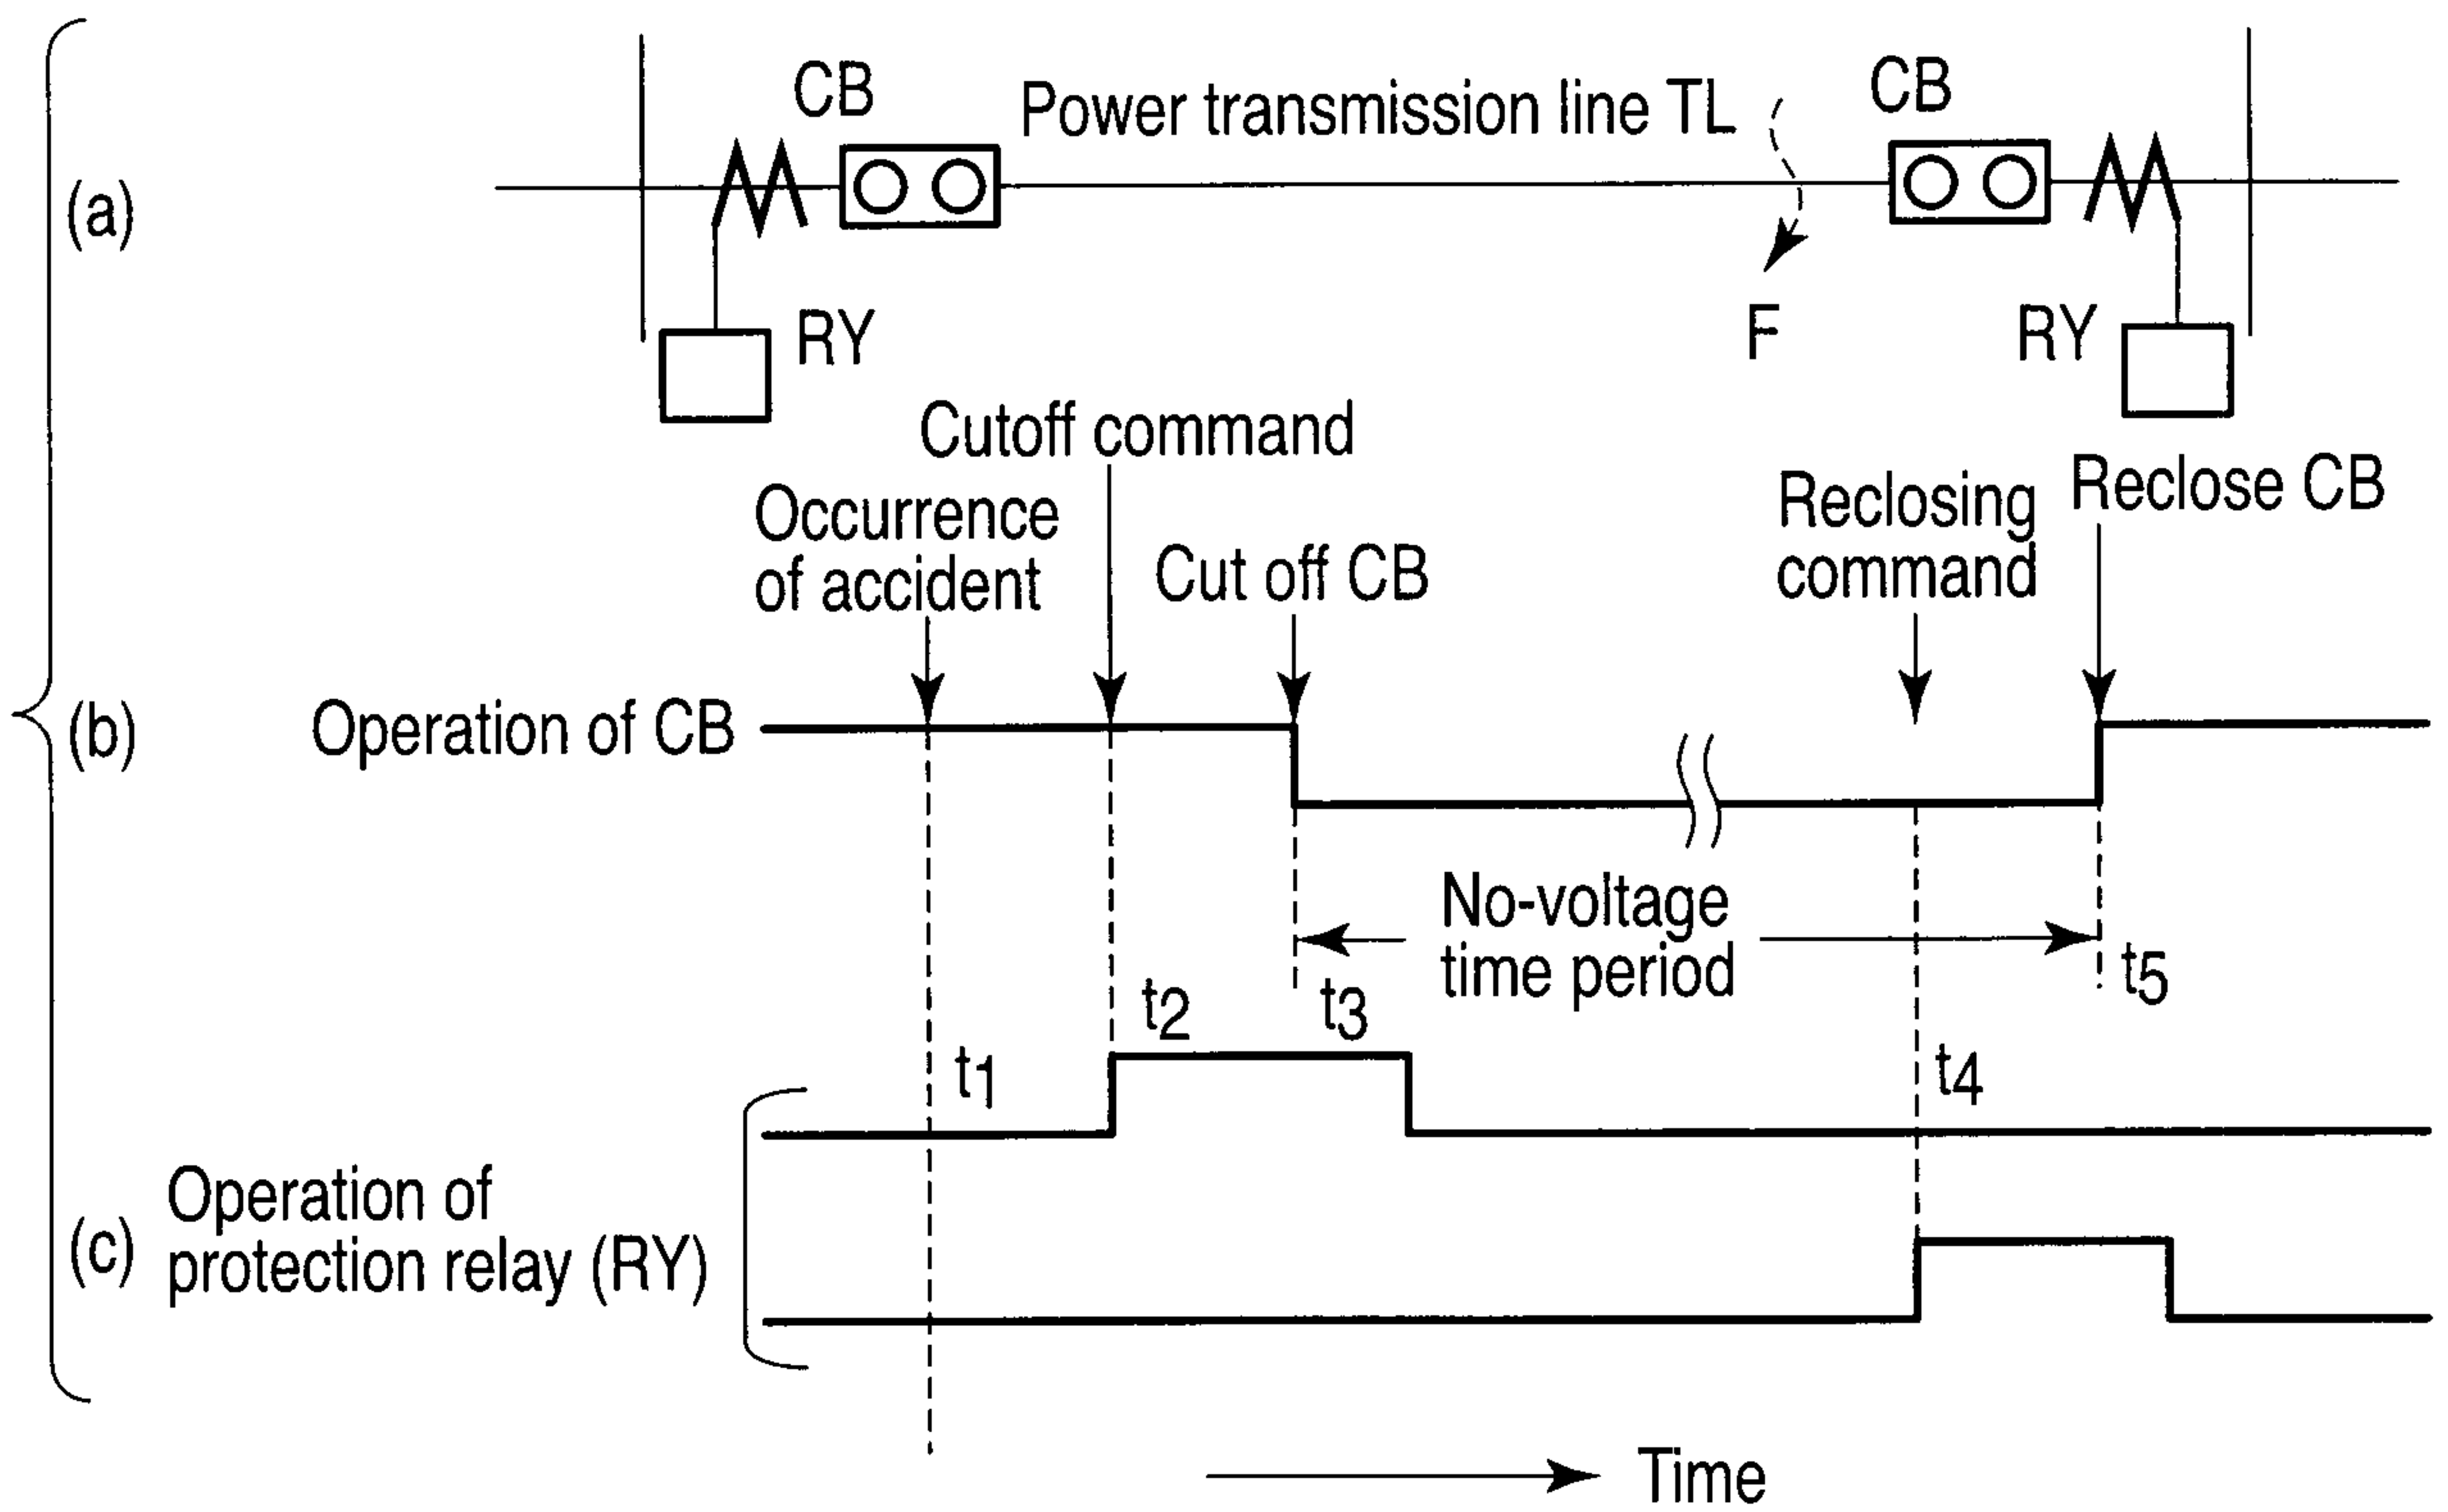 (a)
CB
Power transmission line TL
CB
F
RY
RY
Cutoff command
Occurrence
of accident
Cut off CB
Reclosing
command
Reclose CB
(b)
Operation of CB
No-voltage
time period
t1
t2
t3
t4
t5
(c)
Operation of
protection relay (RY)
Time